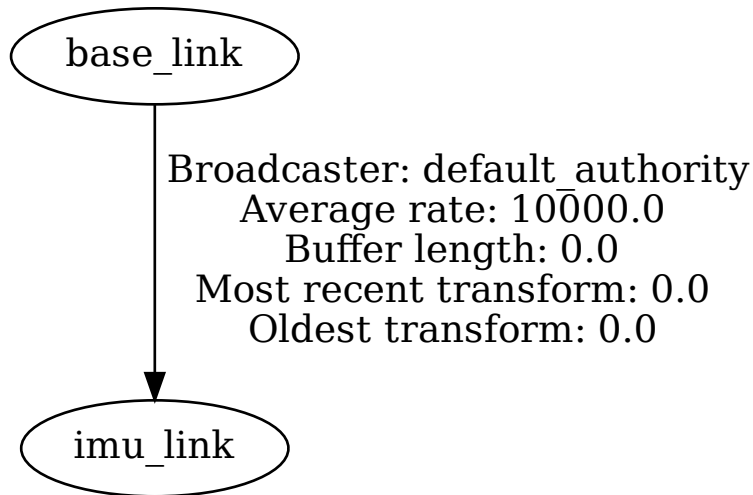 base_link
Broadcaster: default_authority
Average rate: 10000.0
Buffer length: 0.0
Most recent transform: 0.0
Oldest transform: 0.0
imu_link